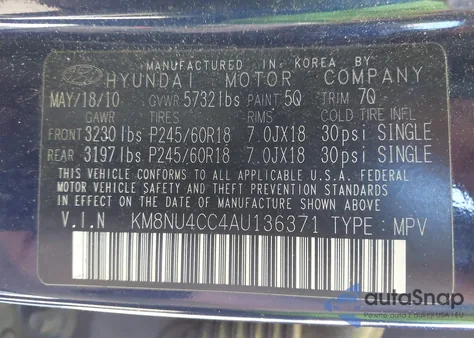 MANUFACTURED IN KOREA BY
HYUNDAI MOTOR COMPANY
MAY/18/10 GVWR 5732lbs PAINT 5Q TRIM 7Q
GAWR TIRES RIMS COLD TIRE INFL
FRONT 3230lbs P245/60R18 7.0JX18 30psi SINGLE
REAR 3197lbs P245/60R18 7.0JX18 30psi SINGLE
THIS VEHICLE CONFORMS TO ALL APPLICABLE U.S.A. FEDERAL
MOTOR VEHICLE SAFETY, BUMPER, AND THEFT PREVENTION STANDARDS
IN EFFECT ON THE DATE OF MANUFACTURE SHOWN ABOVE.
V.I.N KM8NU4CC4AU136371 TYPE: MPV
autoSnap